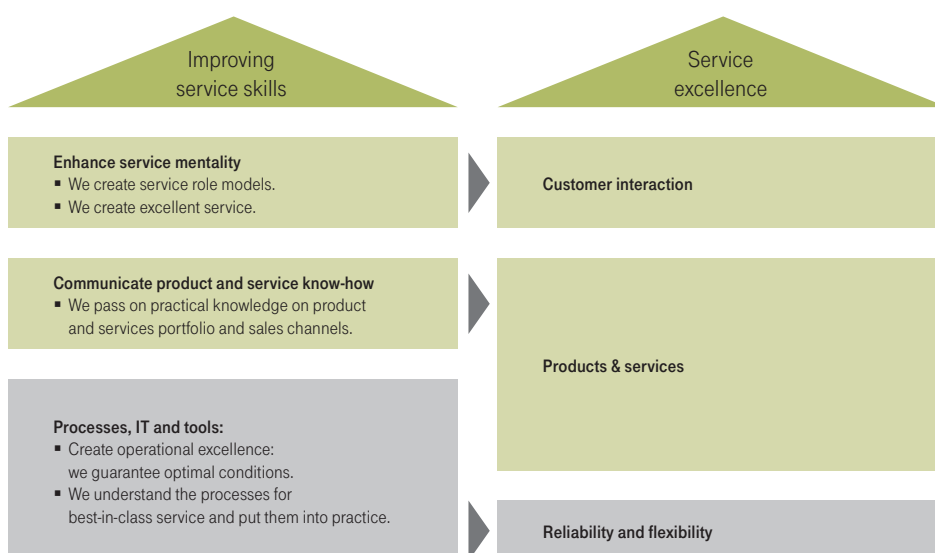 Improving
service skills
Service
excellence
Enhance service mentality
▪ We create service role models.
▪ We create excellent service.
Customer interaction
Communicate product and service know-how
▪ We pass on practical knowledge on product
and services portfolio and sales channels.
Products & services
Processes, IT and tools:
▪ Create operational excellence:
we guarantee optimal conditions.
▪ We understand the processes for
best-in-class service and put them into practice.
Reliability and flexibility